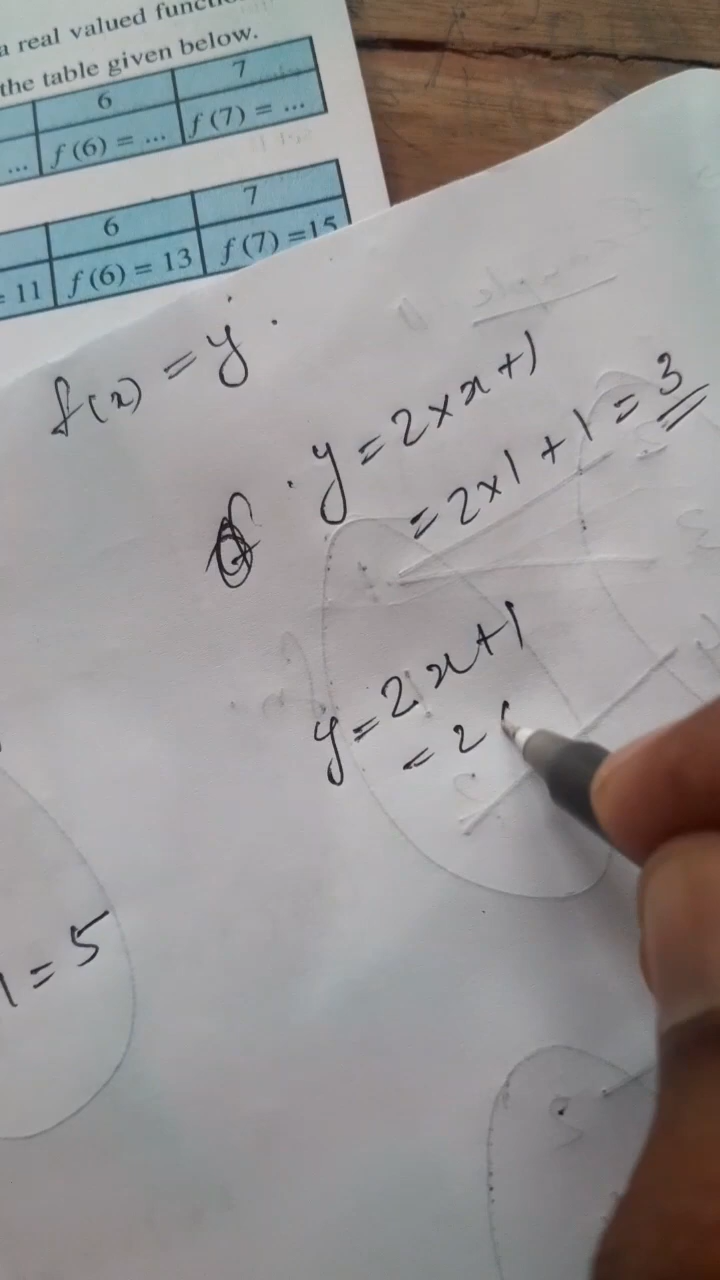 a real valued functi
the table given below.
6 7
... f (6) = ... f (7) = ...
6 7
= 11 f (6) = 13 f (7) =15
f(x) = y.
y = 2 × x + 1
= 2 × 1 + 1 = 3
y = 2x + 1
= 2
1 = 5